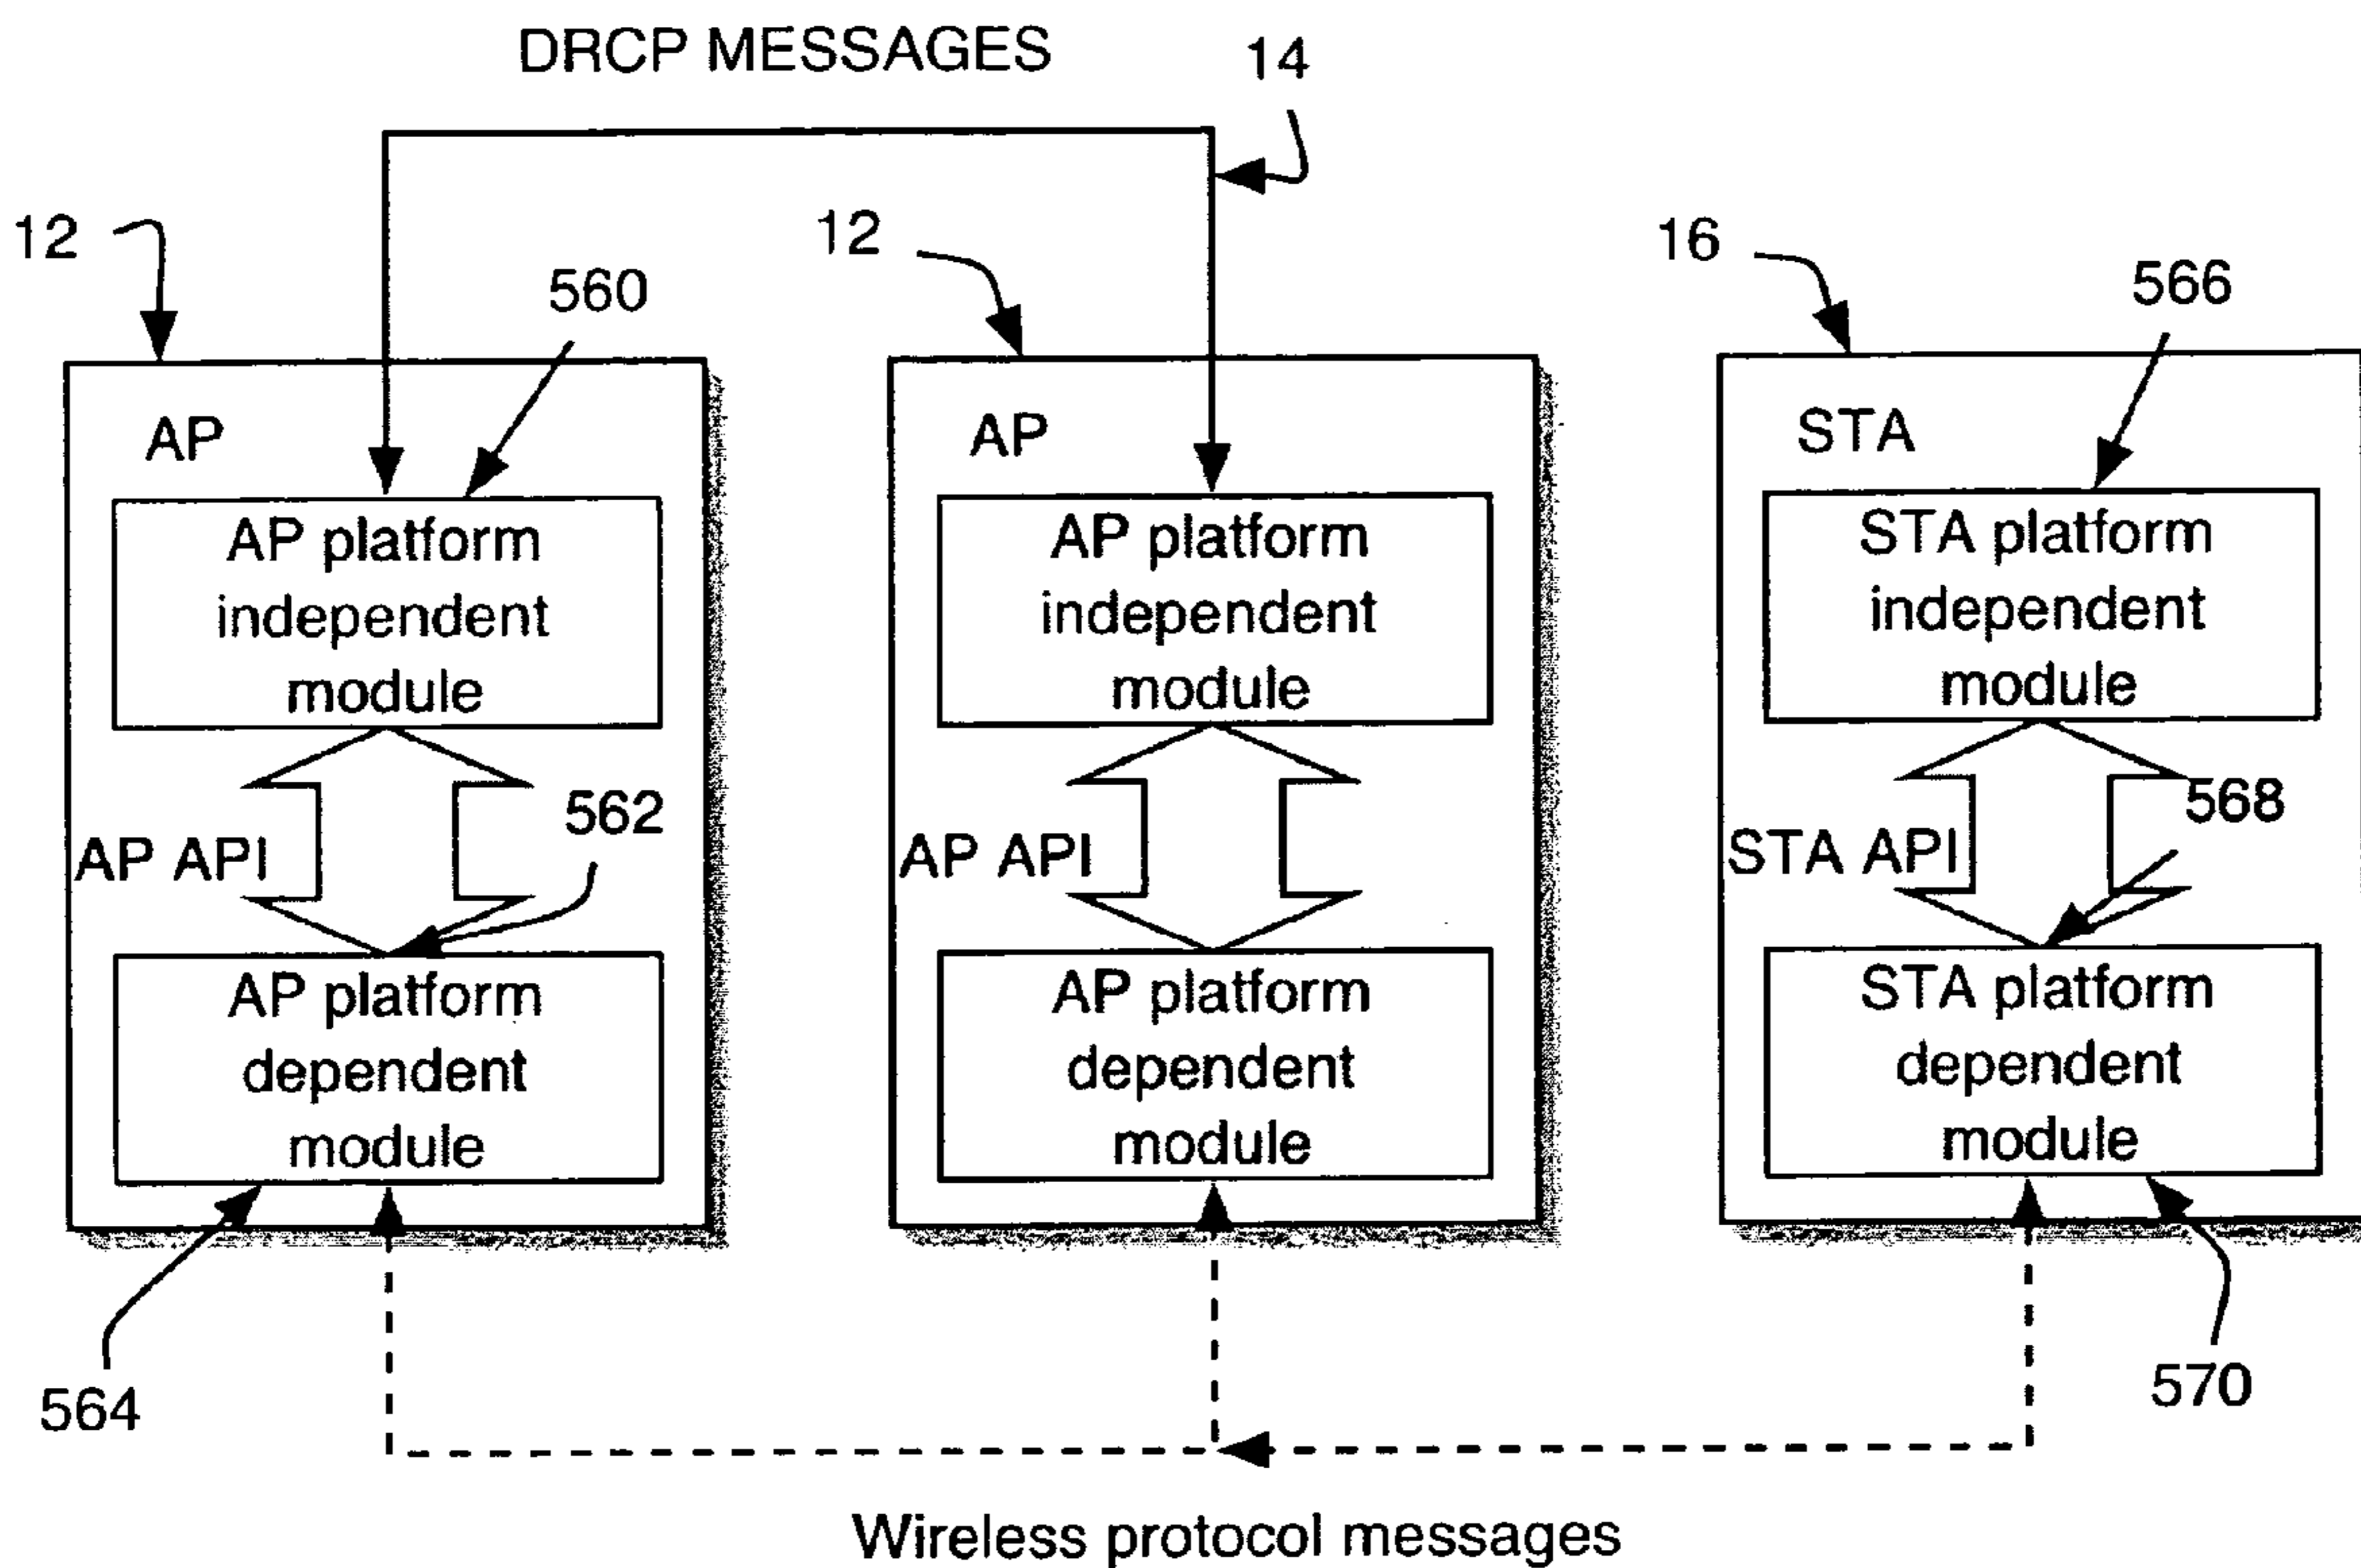 DRCP MESSAGES
14
12
12
16
560
566
AP
AP
STA
AP platform
independent
module
AP platform
independent
module
STA platform
independent
module
562
568
AP API
AP API
STA API
AP platform
dependent
module
AP platform
dependent
module
STA platform
dependent
module
564
570
Wireless protocol messages